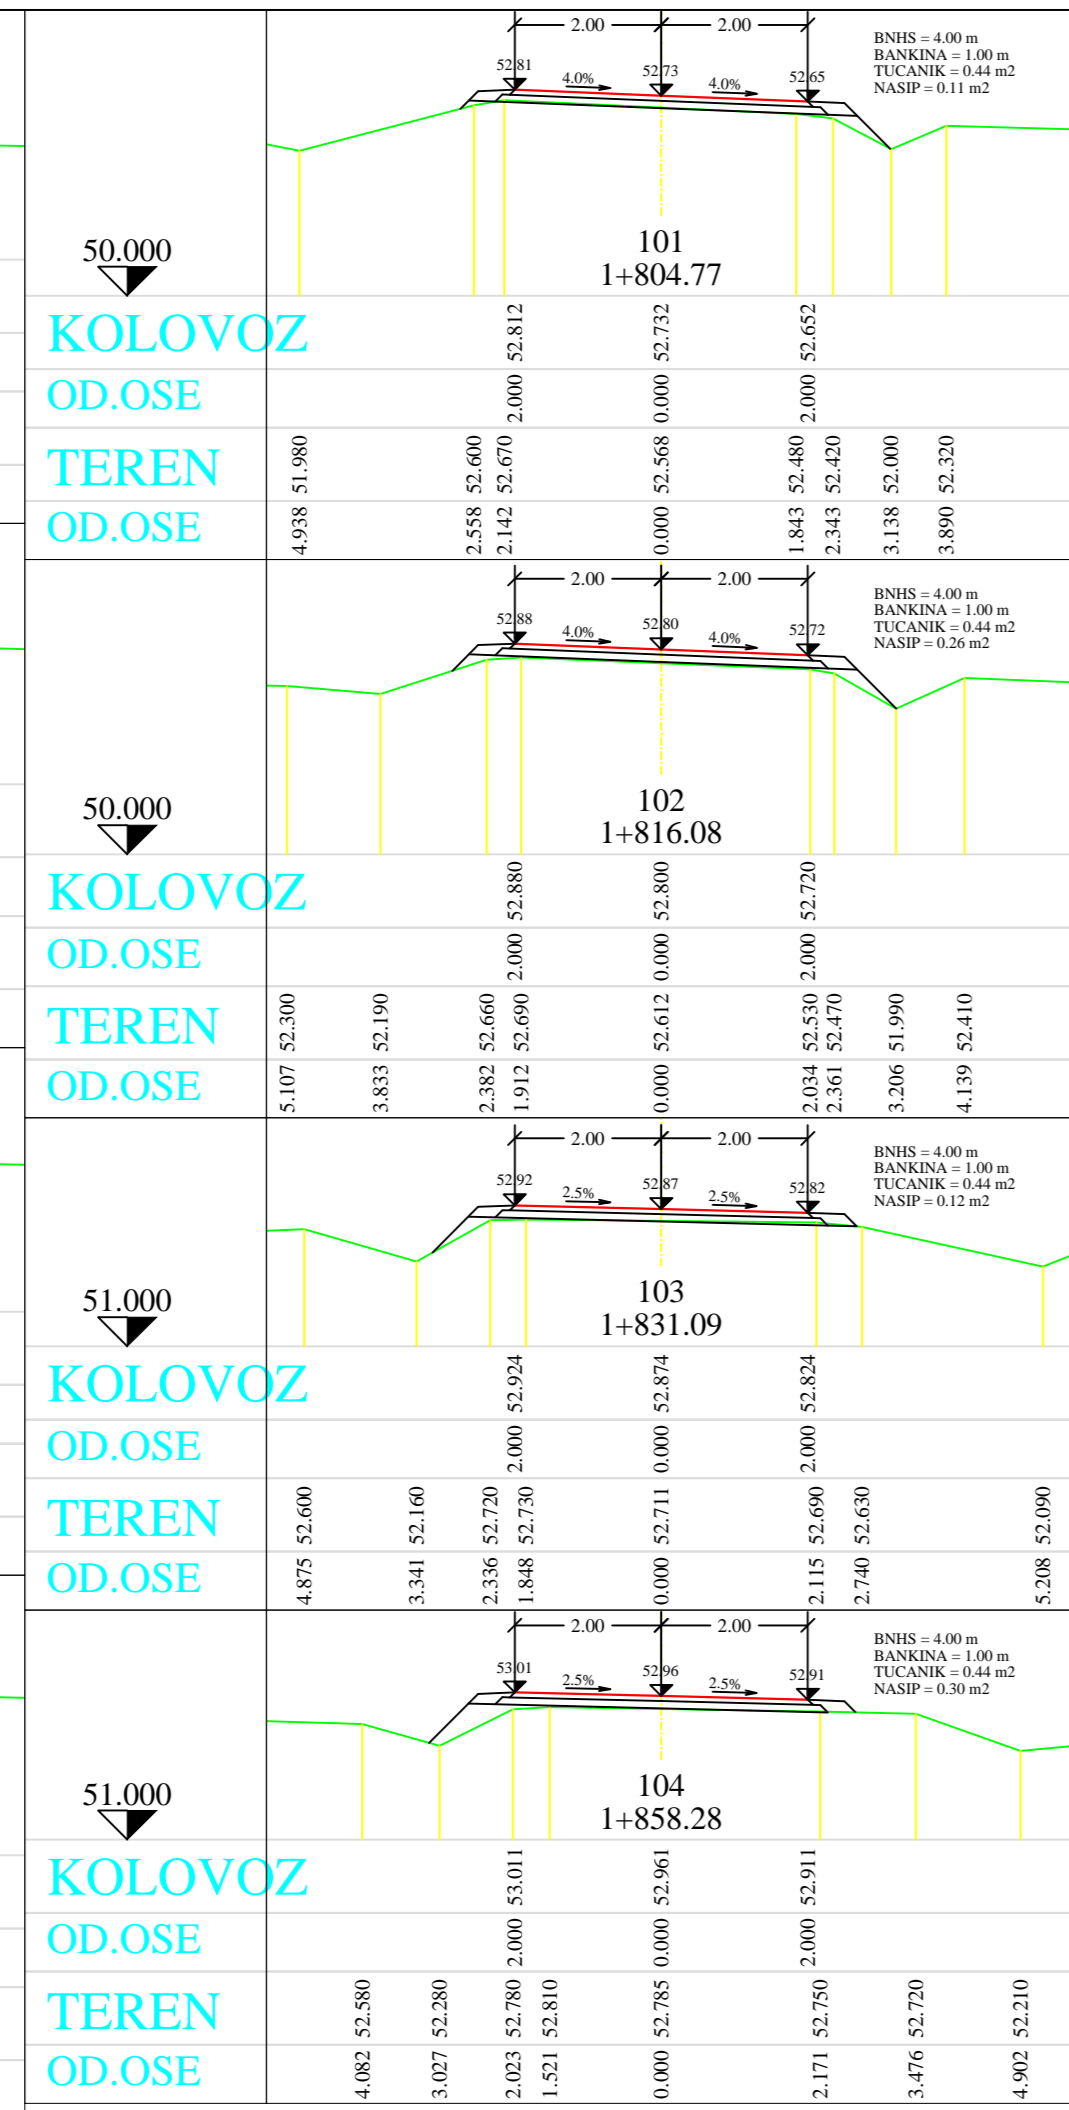 2.00 2.00
BNHS = 4.00 m
BANKINA = 1.00 m
TUCANIK = 0.44 m2
NASIP = 0.11 m2
52.81 4.0% 52.73 4.0% 52.65
50.000
101
1+804.77
KOLOVOZ 52.812 52.732 52.652
OD.OSE 2.000 0.000 2.000
TEREN 51.980 52.600 52.670 52.568 52.480 52.420 52.000 52.320
OD.OSE 4.938 2.558 2.142 0.000 1.843 2.343 3.138 3.890
2.00 2.00
BNHS = 4.00 m
BANKINA = 1.00 m
TUCANIK = 0.44 m2
NASIP = 0.26 m2
52.88 4.0% 52.80 4.0% 52.72
50.000
102
1+816.08
KOLOVOZ 52.880 52.800 52.720
OD.OSE 2.000 0.000 2.000
TEREN 52.300 52.190 52.660 52.690 52.612 52.530 52.470 51.990 52.410
OD.OSE 5.107 3.833 2.382 1.912 0.000 2.034 2.361 3.206 4.139
2.00 2.00
BNHS = 4.00 m
BANKINA = 1.00 m
TUCANIK = 0.44 m2
NASIP = 0.12 m2
52.92 2.5% 52.87 2.5% 52.82
51.000
103
1+831.09
KOLOVOZ 52.924 52.874 52.824
OD.OSE 2.000 0.000 2.000
TEREN 52.600 52.160 52.720 52.730 52.711 52.690 52.630 52.090
OD.OSE 4.875 3.341 2.336 1.848 0.000 2.115 2.740 5.208
2.00 2.00
BNHS = 4.00 m
BANKINA = 1.00 m
TUCANIK = 0.44 m2
NASIP = 0.30 m2
53.01 2.5% 52.96 2.5% 52.91
51.000
104
1+858.28
KOLOVOZ 53.011 52.961 52.911
OD.OSE 2.000 0.000 2.000
TEREN 52.580 52.280 52.780 52.810 52.785 52.750 52.720 52.210
OD.OSE 4.082 3.027 2.023 1.521 0.000 2.171 3.476 4.902